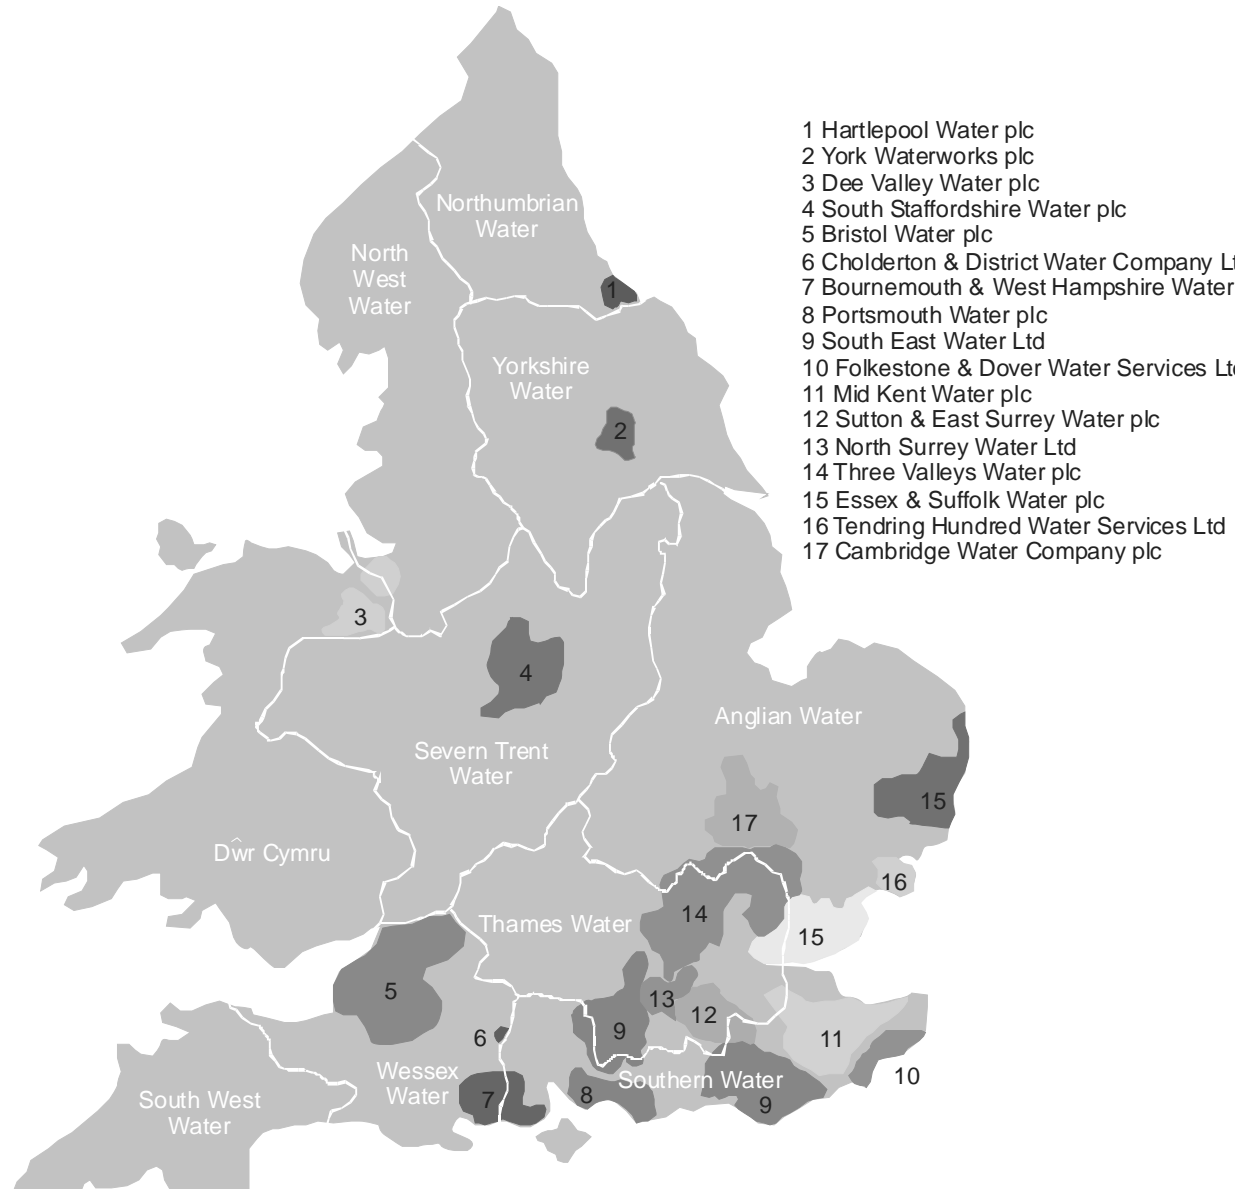 Northumbrian
Water
North
West
Water
1
Yorkshire
Water
2
3
4
Severn Trent
Water
Anglian Water
15
17
Dŵr Cymru
16
14
Thames Water
15
5
13
12
9
6
11
Wessex
Water
Southern Water
10
7
8
9
South West
Water
1 Hartlepool Water plc
2 York Waterworks plc
3 Dee Valley Water plc
4 South Staffordshire Water plc
5 Bristol Water plc
6 Cholderton & District Water Company Lt
7 Bournemouth & West Hampshire Water
8 Portsmouth Water plc
9 South East Water Ltd
10 Folkestone & Dover Water Services Ltd
11 Mid Kent Water plc
12 Sutton & East Surrey Water plc
13 North Surrey Water Ltd
14 Three Valleys Water plc
15 Essex & Suffolk Water plc
16 Tendring Hundred Water Services Ltd
17 Cambridge Water Company plc